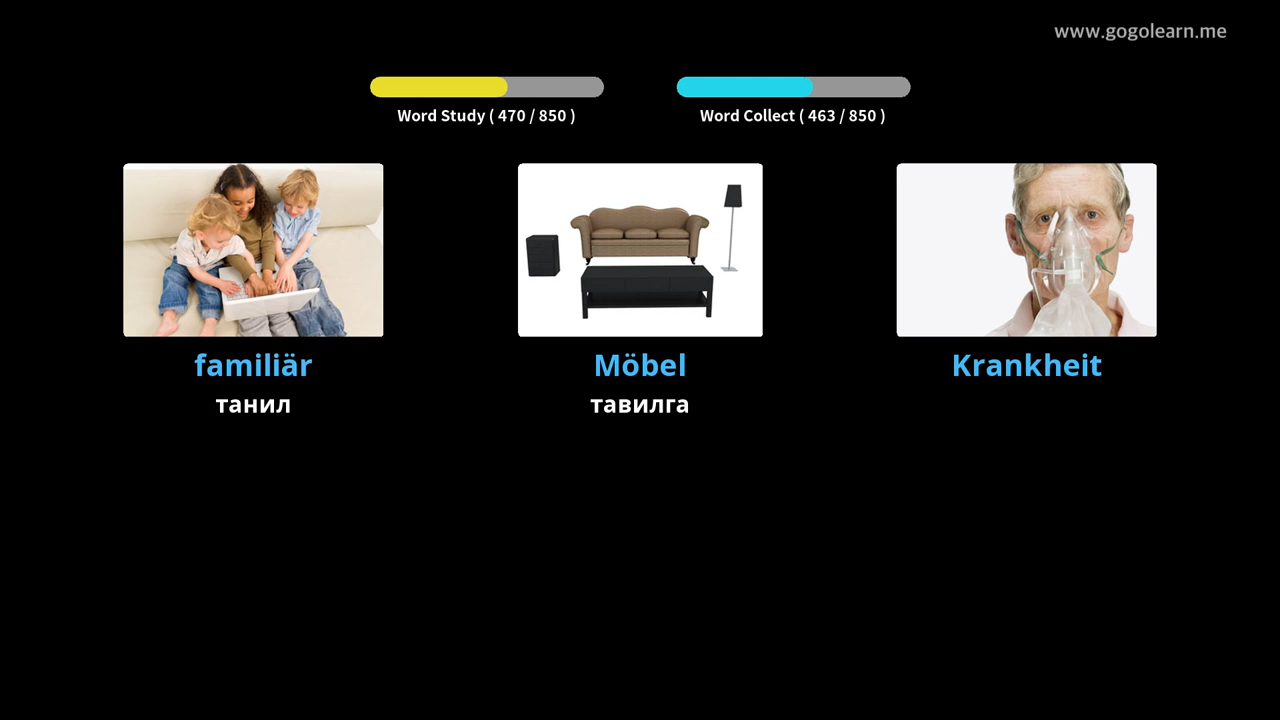 www.gogolearn.me
Word Study ( 470 / 850 )
Word Collect ( 463 / 850 )
familiär
Möbel
Krankheit
танил
тавилга